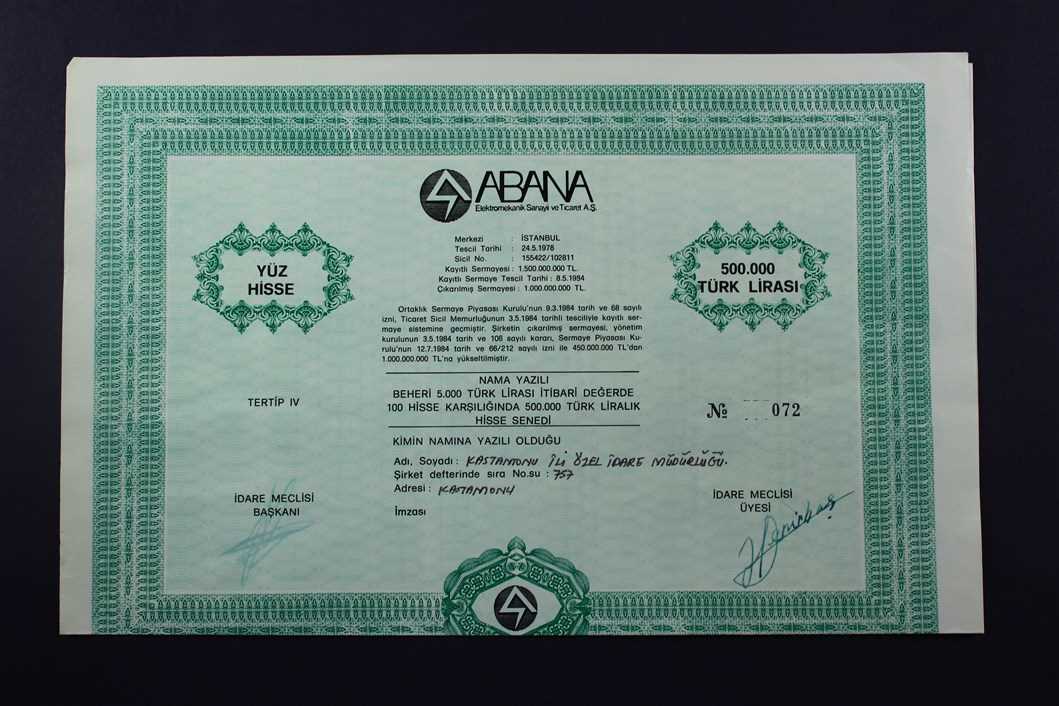 ABANA
Elektromekanik Sanayii ve Ticaret A.Ş.
Merkezi : İSTANBUL
Tescil Tarihi : 24.5.1978
Sicil No. : 155422/102811
Kayıtlı Sermayesi : 1.500.000.000 TL.
Kayıtlı Sermaye Tescil Tarihi : 8.5.1984
Çıkarılmış Sermayesi : 1.000.000.000 TL.
YÜZ
HİSSE
500.000
TÜRK LİRASI
Ortaklık Sermaye Piyasası Kurulu'nun 9.3.1984 tarih ve 68 sayılı
izni, Ticaret Sicil Memurluğunun 3.5.1984 tarihli tesciliyle kayıtlı ser-
maye sistemine geçmiştir. Şirketin çıkarılmış sermayesi, yönetim
kurulunun 3.5.1984 tarih ve 106 sayılı kararı, Sermaye Piyasası Ku-
rulu'nun 12.7.1984 tarih ve 66/212 sayılı izni ile 450.000.000 TL'dan
1.000.000.000 TL'na yükseltilmiştir.
NAMA YAZILI
BEHERİ 5.000 TÜRK LİRASI İTİBARİ DEĞERDE
100 HİSSE KARŞILIĞINDA 500.000 TÜRK LİRALIK
HİSSE SENEDİ
TERTİP IV
№ 072
KİMİN NAMINA YAZILI OLDUĞU
Adı, Soyadı : KASTAMONU İLİ ÖZEL İDARE MÜDÜRLÜĞÜ.
Şirket defterinde sıra No.su : 757
Adresi : KASTAMONU
İmzası
İDARE MECLİSİ
BAŞKANI
İDARE MECLİSİ
ÜYESİ